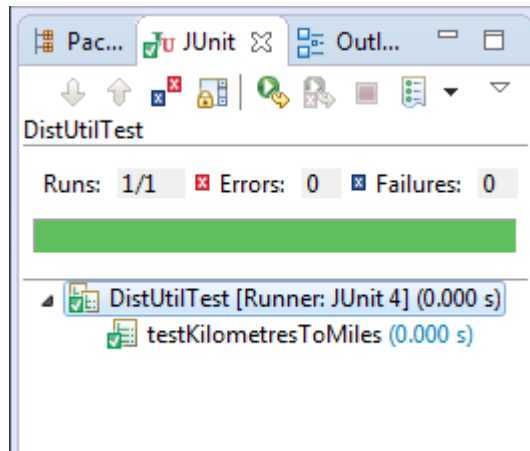 Pac... JUnit Outl...
DistUtilTest
Runs: 1/1 Errors: 0 Failures: 0
DistUtilTest [Runner: JUnit 4] (0.000 s)
testKilometresToMiles (0.000 s)